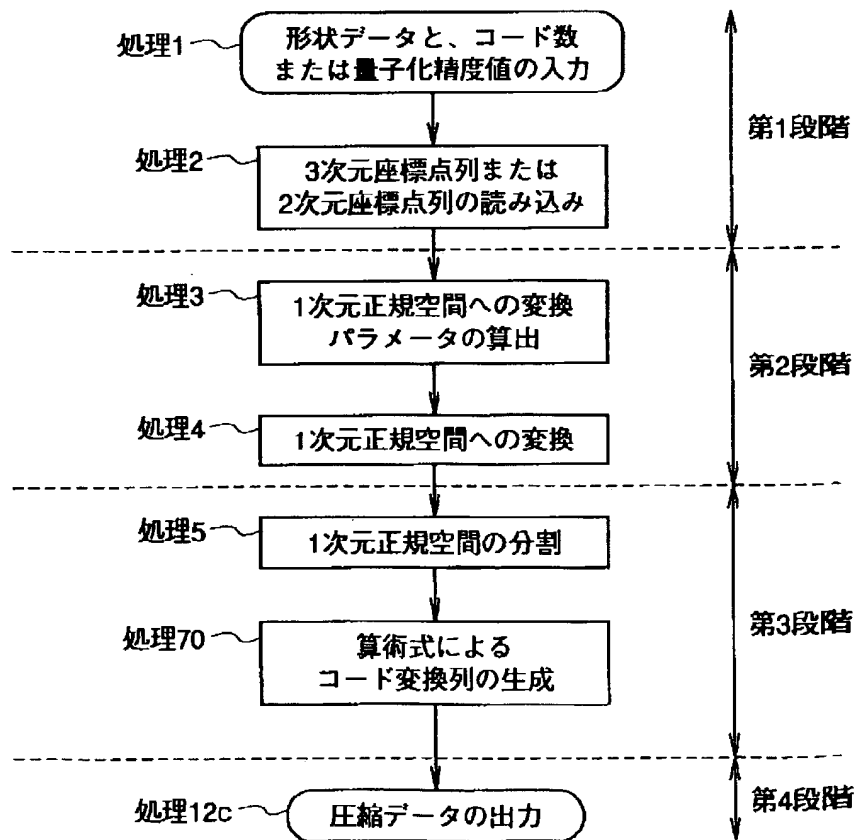 処理1
形状データと、コード数
または量子化精度値の入力
第1段階
処理2
3次元座標点列または
2次元座標点列の読み込み
処理3
1次元正規空間への変換
パラメータの算出
第2段階
処理4
1次元正規空間への変換
処理5
1次元正規空間の分割
処理70
算術式による
コード変換列の生成
第3段階
処理12c
圧縮データの出力
第4段階